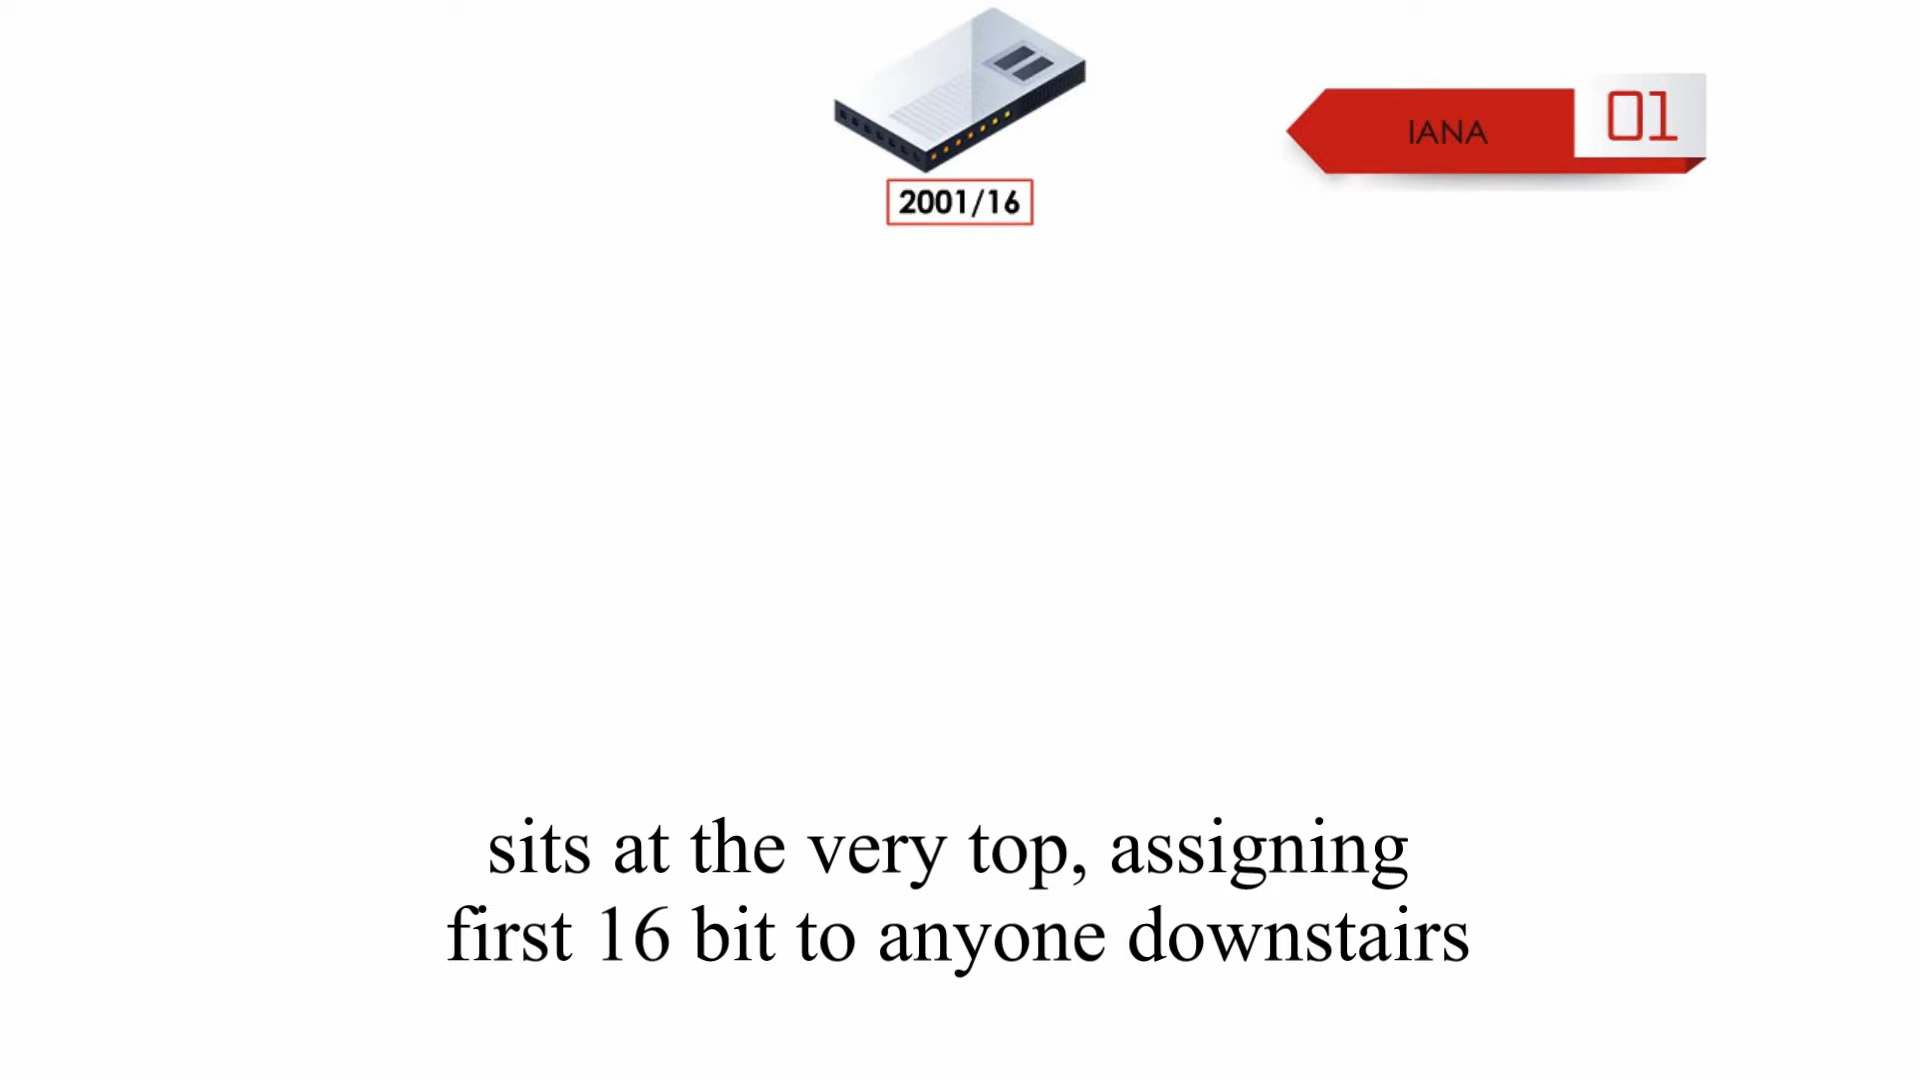 IANA
01
2001/16
sits at the very top, assigning
first 16 bit to anyone downstairs